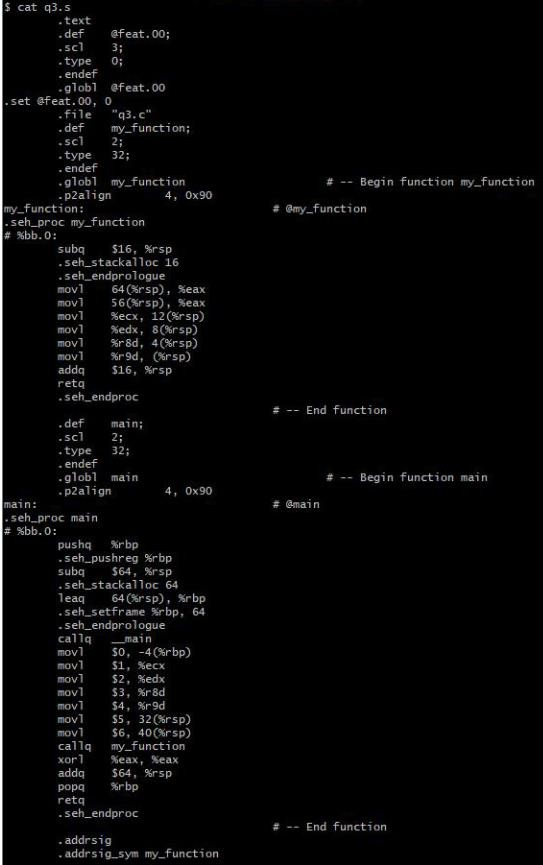 $ cat q3.s
.text
.def @feat.00;
.scl 3;
.type 0;
.endef
.globl @feat.00
.set @feat.00, 0
.file "q3.c"
.def my_function;
.scl 2;
.type 32;
.endef
.globl my_function # -- Begin function my_function
.p2align 4, 0x90
my_function: # @my_function
.seh_proc my_function
# %bb.0:
subq $16, %rsp
.seh_stackalloc 16
.seh_endprologue
movl 64(%rsp), %eax
movl 56(%rsp), %eax
movl %ecx, 12(%rsp)
movl %edx, 8(%rsp)
movl %r8d, 4(%rsp)
movl %r9d, (%rsp)
addq $16, %rsp
retq
.seh_endproc
# -- End function
.def main;
.scl 2;
.type 32;
.endef
.globl main # -- Begin function main
.p2align 4, 0x90
main: # @main
.seh_proc main
# %bb.0:
pushq %rbp
.seh_pushreg %rbp
subq $64, %rsp
.seh_stackalloc 64
leaq 64(%rsp), %rbp
.seh_setframe %rbp, 64
.seh_endprologue
callq __main
movl $0, -4(%rbp)
movl $1, %ecx
movl $2, %edx
movl $3, %r8d
movl $4, %r9d
movl $5, 32(%rsp)
movl $6, 40(%rsp)
callq my_function
xorl %eax, %eax
addq $64, %rsp
popq %rbp
retq
.seh_endproc
# -- End function
.addrsig
.addrsig_sym my_function